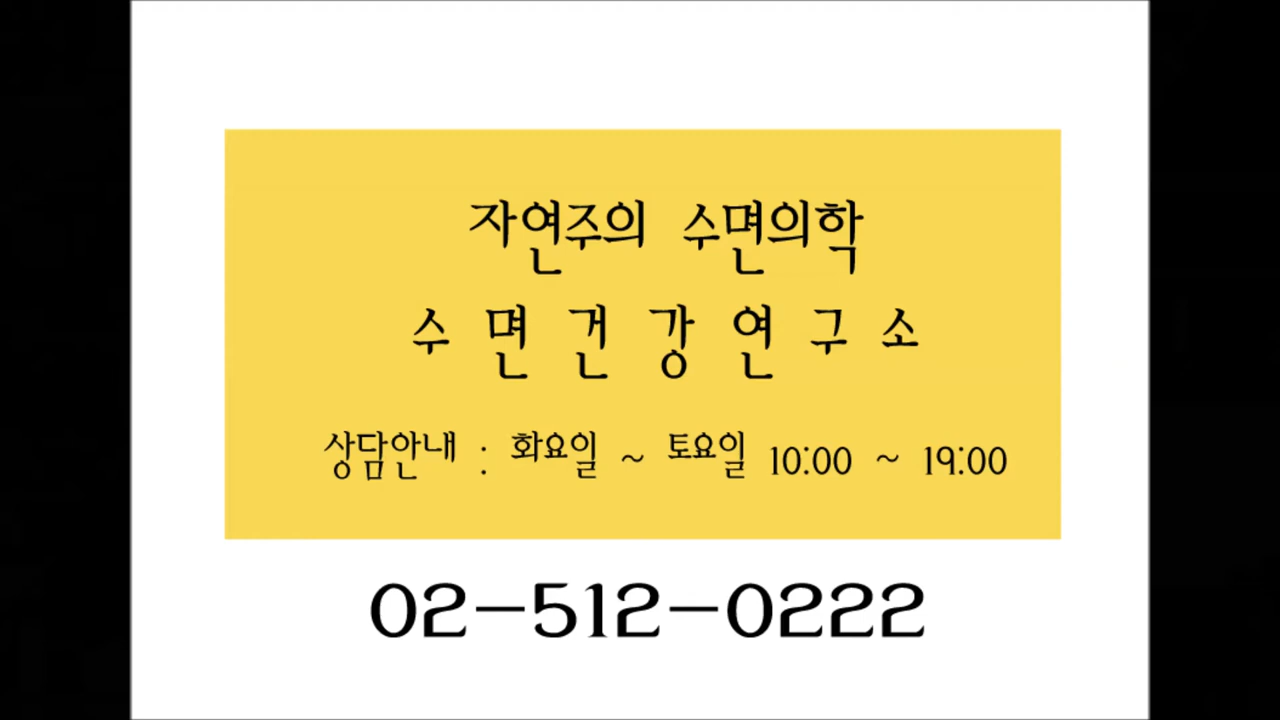 자연주의 수면의학
수 면 건 강 연 구 소
상담안내 : 화요일 ~ 토요일 10:00 ~ 19:00
02-512-0222